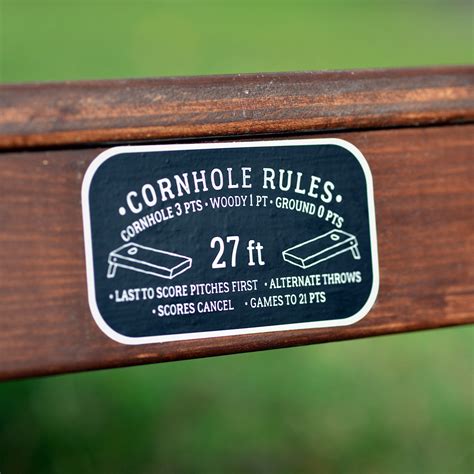 •CORNHOLE RULES•
CORNHOLE 3 PTS • WOODY 1 PT • GROUND 0 PTS
27 ft
•LAST TO SCORE PITCHES FIRST •ALTERNATE THROWS
•SCORES CANCEL •GAMES TO 21 PTS